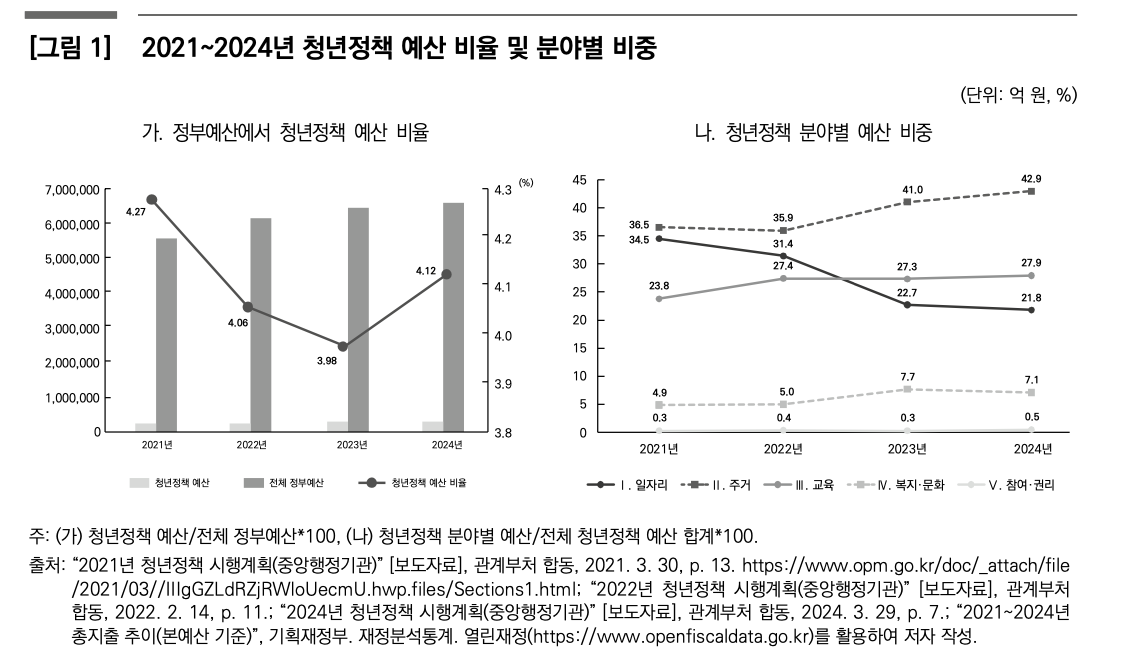 [그림 1] 2021~2024년 청년정책 예산 비율 및 분야별 비중
(단위: 억 원, %)
가. 정부예산에서 청년정책 예산 비율
7,000,000
6,000,000
5,000,000
4,000,000
3,000,000
2,000,000
1,000,000
0
4.3
4.2
4.1
4.0
3.9
3.8
(%)
4.27
4.06
3.98
4.12
2021년
2022년
2023년
2024년
청년정책 예산
전체 정부예산
청년정책 예산 비율
나. 청년정책 분야별 예산 비중
45
40
35
30
25
20
15
10
5
0
36.5
35.9
41.0
42.9
34.5
31.4
22.7
21.8
23.8
27.4
27.3
27.9
4.9
5.0
7.7
7.1
0.3
0.4
0.3
0.5
2021년
2022년
2023년
2024년
Ⅰ. 일자리
Ⅱ. 주거
Ⅲ. 교육
Ⅳ. 복지·문화
Ⅴ. 참여·권리
주: (가) 청년정책 예산/전체 정부예산*100, (나) 청년정책 분야별 예산/전체 청년정책 예산 합계*100.
출처: “2021년 청년정책 시행계획(중앙행정기관)” [보도자료], 관계부처 합동, 2021. 3. 30, p. 13. https://www.opm.go.kr/doc/_attach/file
/2021/03//IIIgGZLdRZjRWIoUecmU.hwp.files/Sections1.html; “2022년 청년정책 시행계획(중앙행정기관)” [보도자료], 관계부처
합동, 2022. 2. 14, p. 11.; “2024년 청년정책 시행계획(중앙행정기관)” [보도자료], 관계부처 합동, 2024. 3. 29, p. 7.; “2021~2024년
총지출 추이(본예산 기준)”, 기획재정부. 재정분석통계. 열린재정(https://www.openfiscaldata.go.kr)를 활용하여 저자 작성.